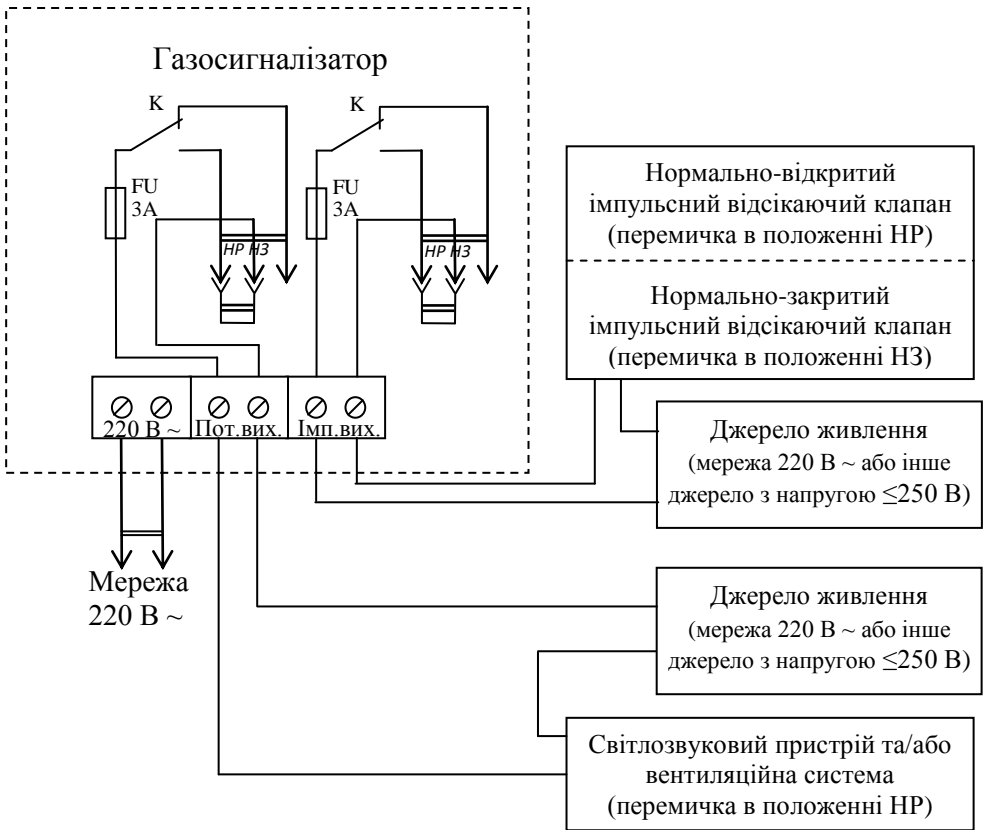 Газосигналізатор
K
K
FU
3A
FU
3A
НР НЗ
НР НЗ
220 В ~
Пот.вих.
Імп.вих.
Мережа
220 В ~
Нормально-відкритий
імпульсний відсікаючий клапан
(перемичка в положенні НР)
Нормально-закритий
імпульсний відсікаючий клапан
(перемичка в положенні НЗ)
Джерело живлення
(мережа 220 В ~ або інше
джерело з напругою ≤250 В)
Джерело живлення
(мережа 220 В ~ або інше
джерело з напругою ≤250 В)
Світлозвуковий пристрій та/або
вентиляційна система
(перемичка в положенні НР)